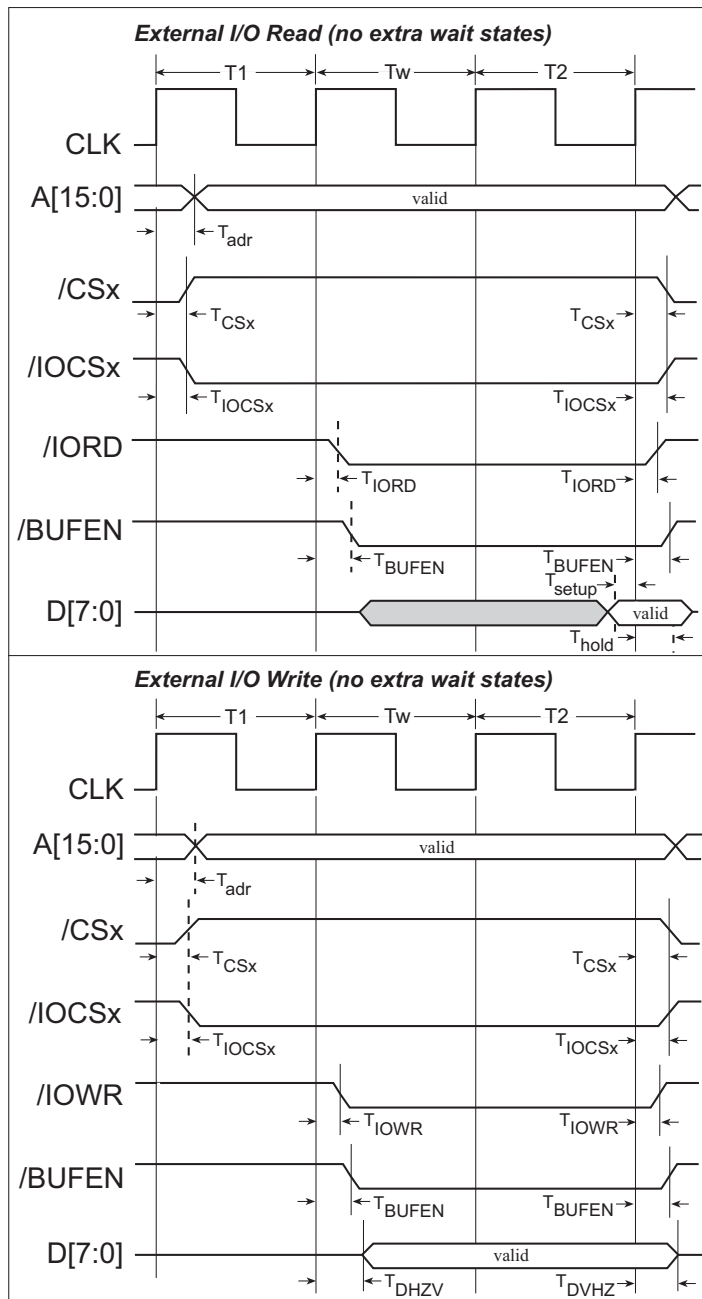 External I/O Read (no extra wait states)
T1 Tw T2
CLK
A[15:0] valid
Tadr
/CSx
TCSx TCSx
/IOCSx
TIOCSx TIOCSx
/IORD
TIORD TIORD
/BUFEN
TBUFEN TBUFEN
Tsetup
D[7:0] valid
Thold
External I/O Write (no extra wait states)
T1 Tw T2
CLK
A[15:0] valid
Tadr
/CSx
TCSx TCSx
/IOCSx
TIOCSx TIOCSx
/IOWR
TIOWR TIOWR
/BUFEN
TBUFEN TBUFEN
D[7:0] valid
TDHZV TDVHZ